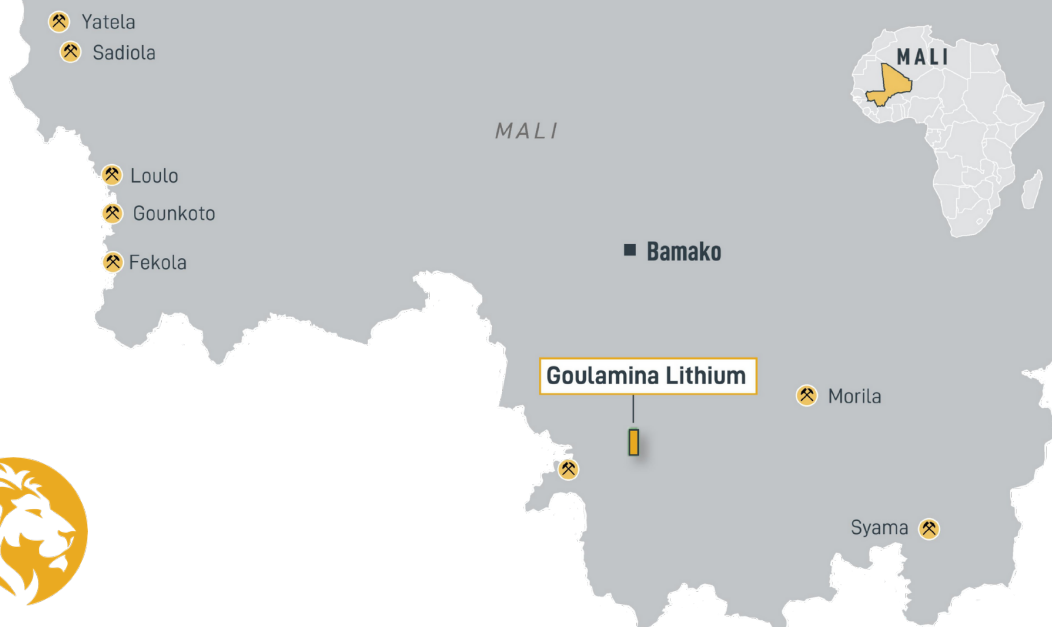 Yatela
Sadiola
MALI
MALI
Loulo
Gounkoto
Fekola
Bamako
Goulamina Lithium
Morila
Syama